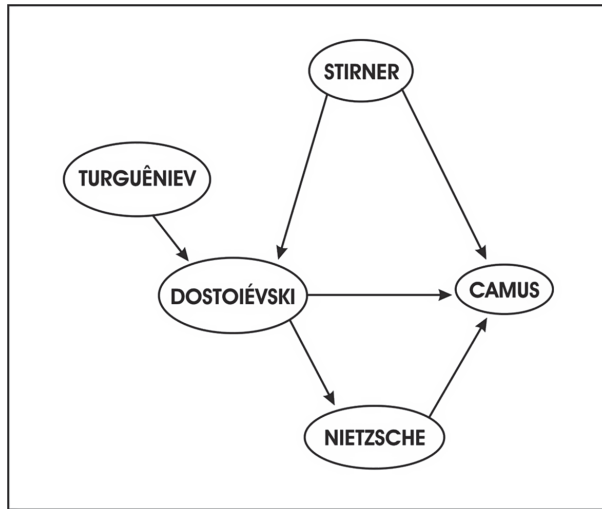 STIRNER
TURGUÊNIEV
DOSTOIÉVSKI
CAMUS
NIETZSCHE